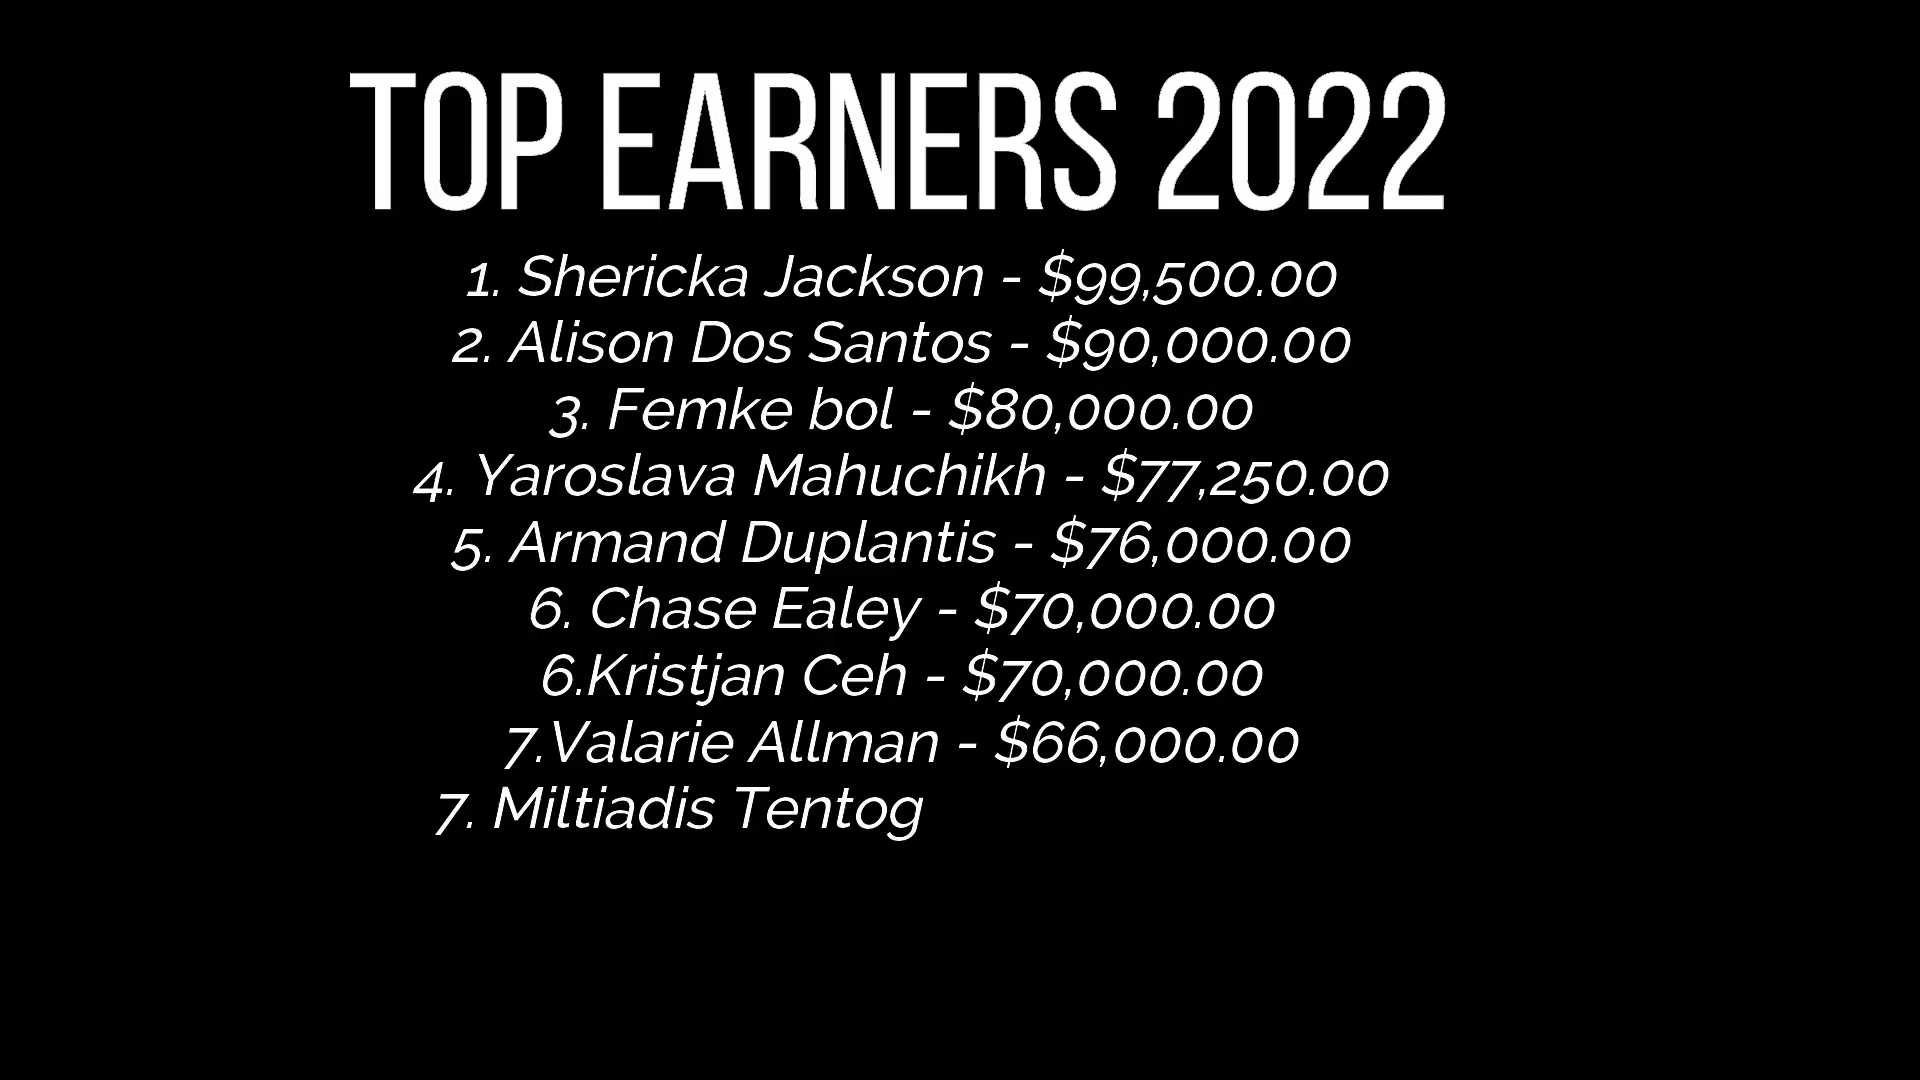 TOP EARNERS 2022
1. Shericka Jackson - $99,500.00
2. Alison Dos Santos - $90,000.00
3. Femke bol - $80,000.00
4. Yaroslava Mahuchikh - $77,250.00
5. Armand Duplantis - $76,000.00
6. Chase Ealey - $70,000.00
6.Kristjan Ceh - $70,000.00
7.Valarie Allman - $66,000.00
7. Miltiadis Tentog